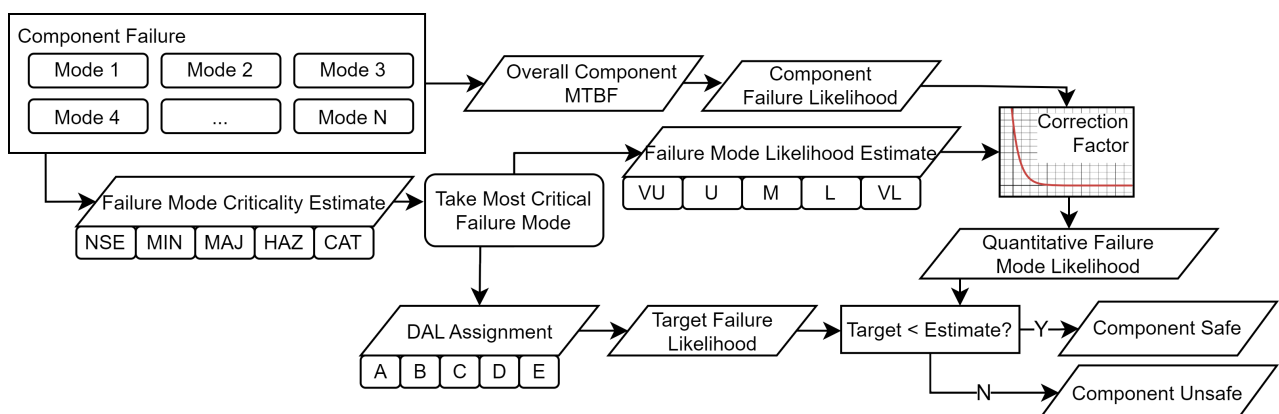 Component Failure
Mode 1
Mode 2
Mode 3
Mode 4
...
Mode N
Overall Component
MTBF
Component
Failure Likelihood
Correction
Factor
Failure Mode Likelihood Estimate
VU
U
M
L
VL
Failure Mode Criticality Estimate
NSE
MIN
MAJ
HAZ
CAT
Take Most Critical
Failure Mode
Quantitative Failure
Mode Likelihood
DAL Assignment
A
B
C
D
E
Target Failure
Likelihood
Target < Estimate?
Y
Component Safe
N
Component Unsafe